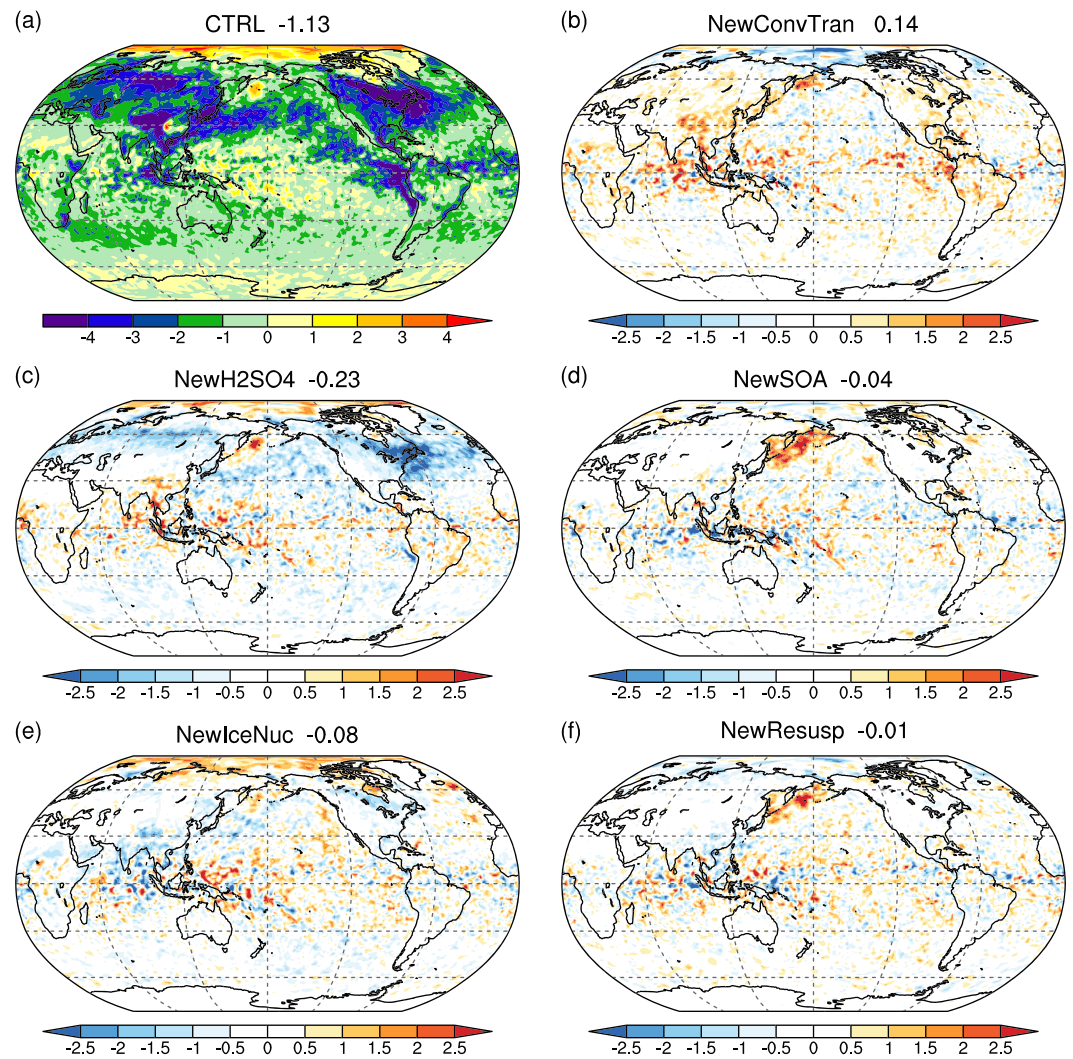 (a) CTRL -1.13
-4 -3 -2 -1 0 1 2 3 4
(b) NewConvTran 0.14
-2.5 -2 -1.5 -1 -0.5 0 0.5 1 1.5 2 2.5
(c) NewH2SO4 -0.23
-2.5 -2 -1.5 -1 -0.5 0 0.5 1 1.5 2 2.5
(d) NewSOA -0.04
-2.5 -2 -1.5 -1 -0.5 0 0.5 1 1.5 2 2.5
(e) NewIceNuc -0.08
-2.5 -2 -1.5 -1 -0.5 0 0.5 1 1.5 2 2.5
(f) NewResusp -0.01
-2.5 -2 -1.5 -1 -0.5 0 0.5 1 1.5 2 2.5